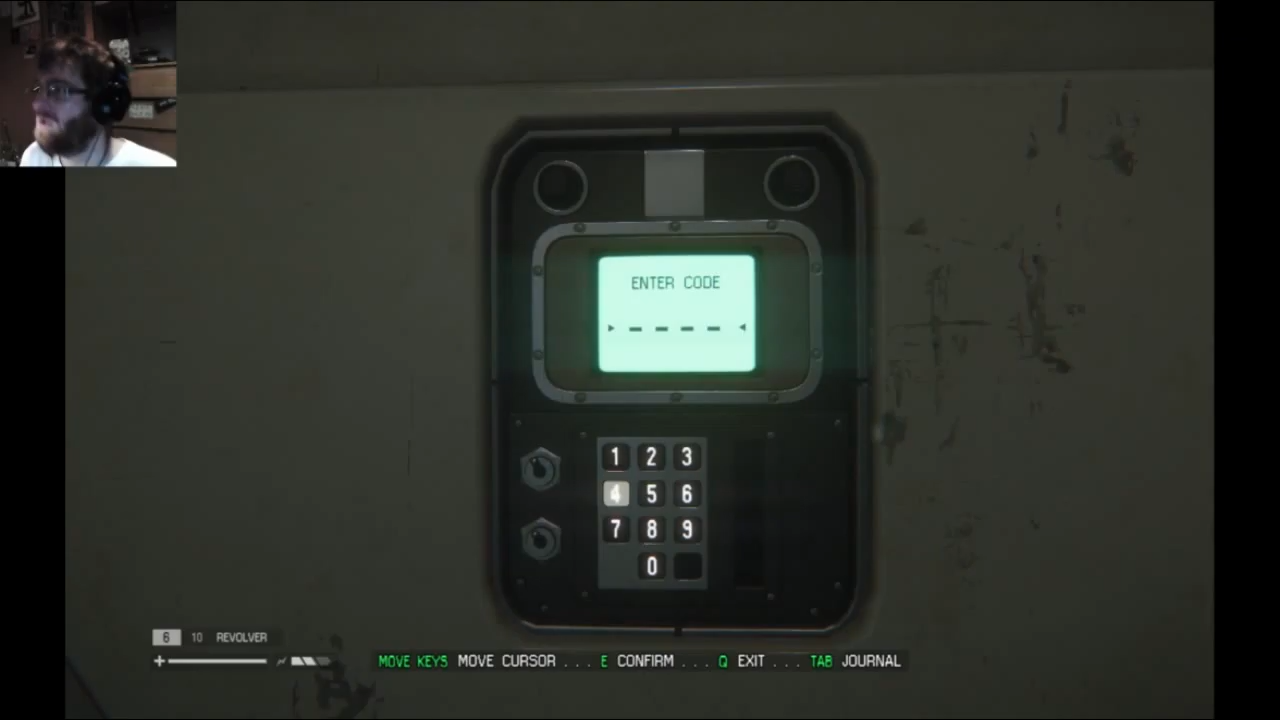 ENTER CODE
1 2 3
4 5 6
7 8 9
0
6 10 REVOLVER
MOVE KEYS MOVE CURSOR . . . E CONFIRM . . . Q EXIT . . . TAB JOURNAL